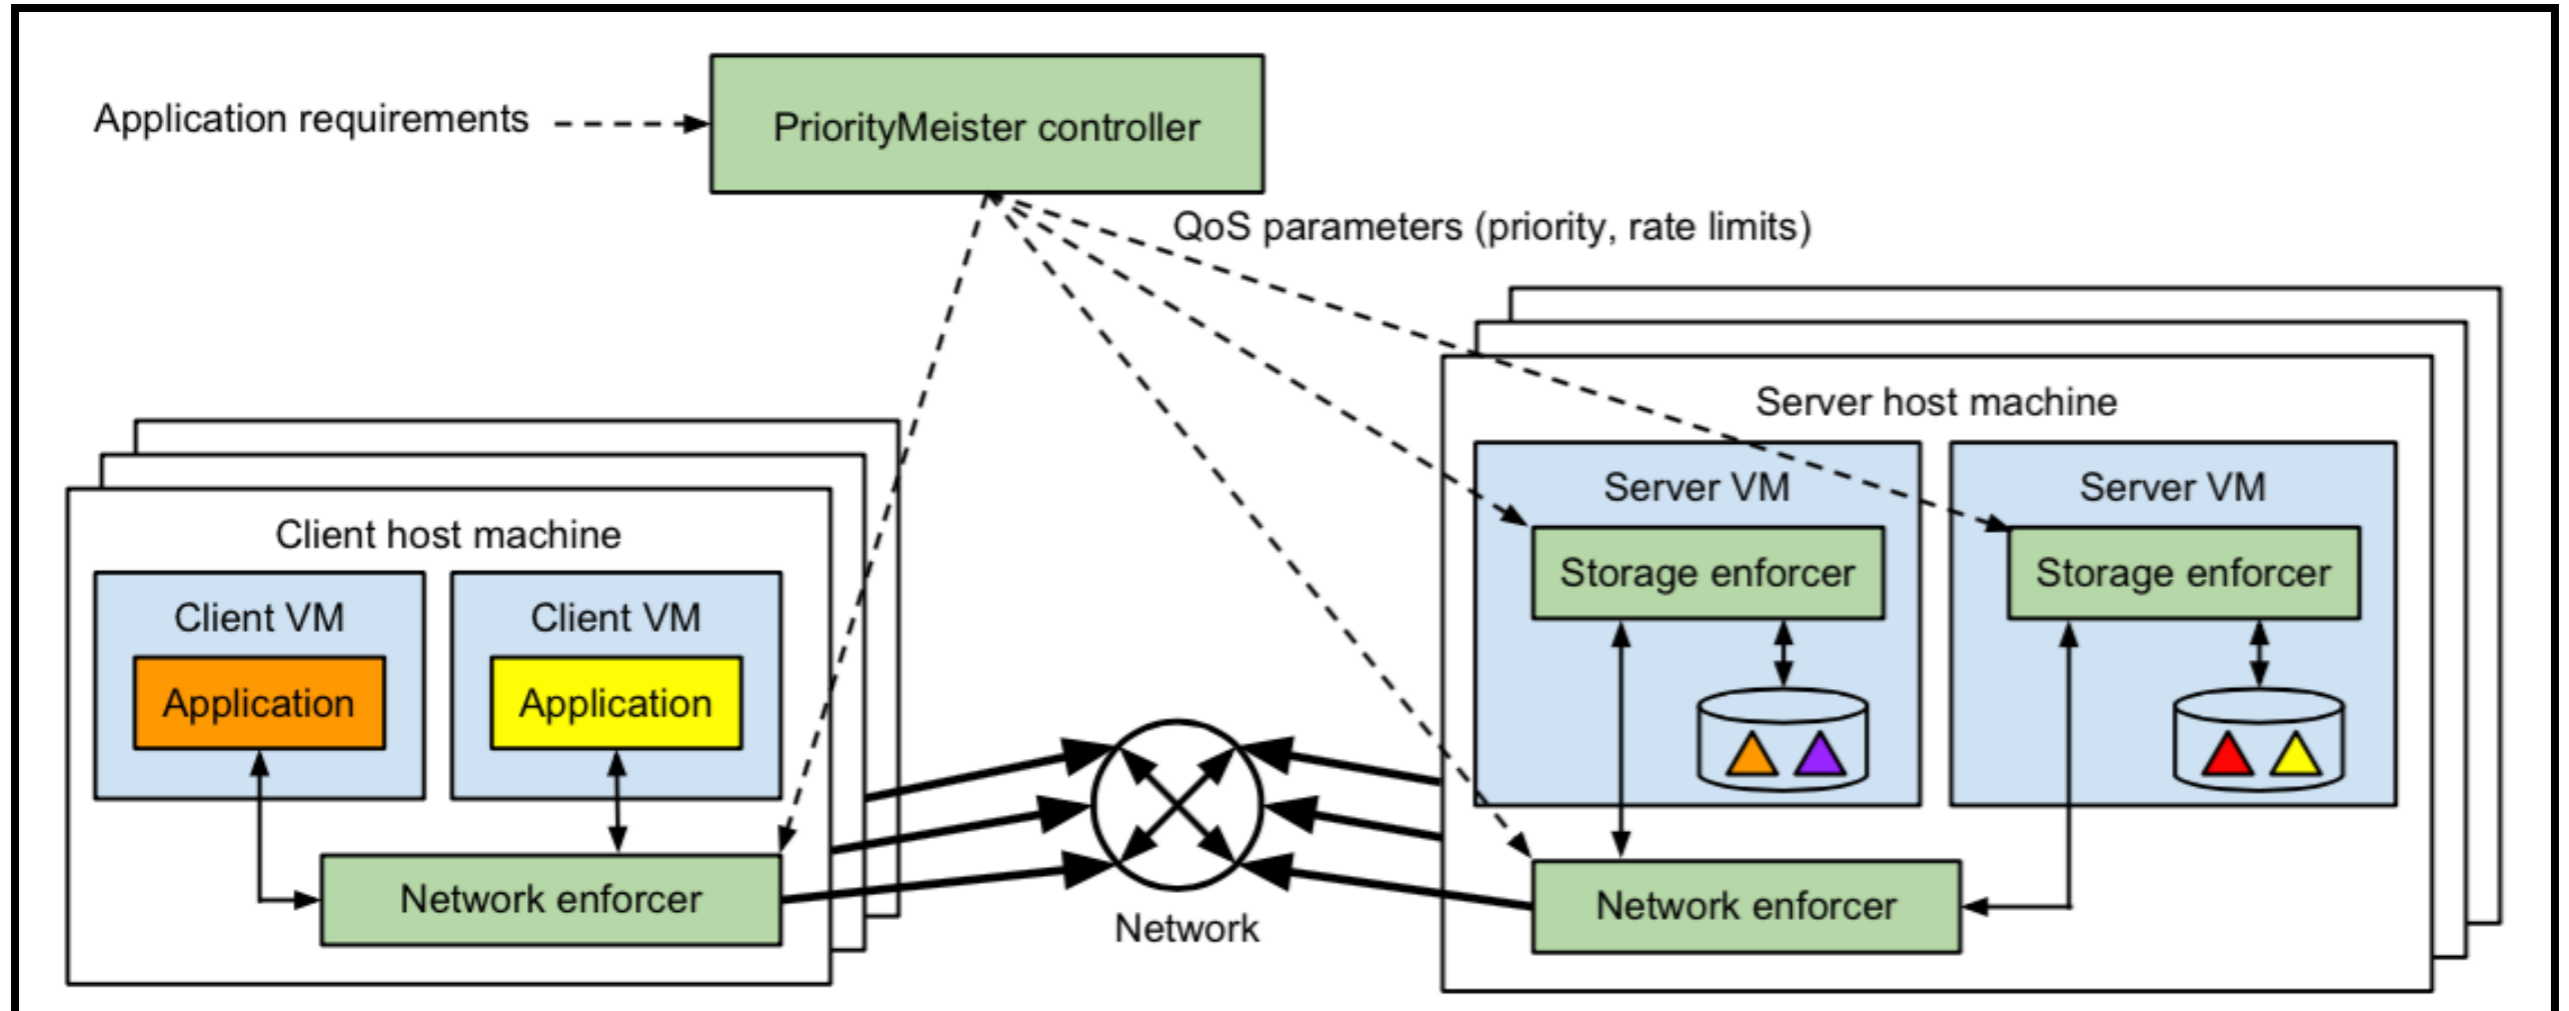 Application requirements
PriorityMeister controller
QoS parameters (priority, rate limits)
Client host machine
Client VM
Application
Client VM
Application
Network enforcer
Network
Server host machine
Server VM
Storage enforcer
Server VM
Storage enforcer
Network enforcer